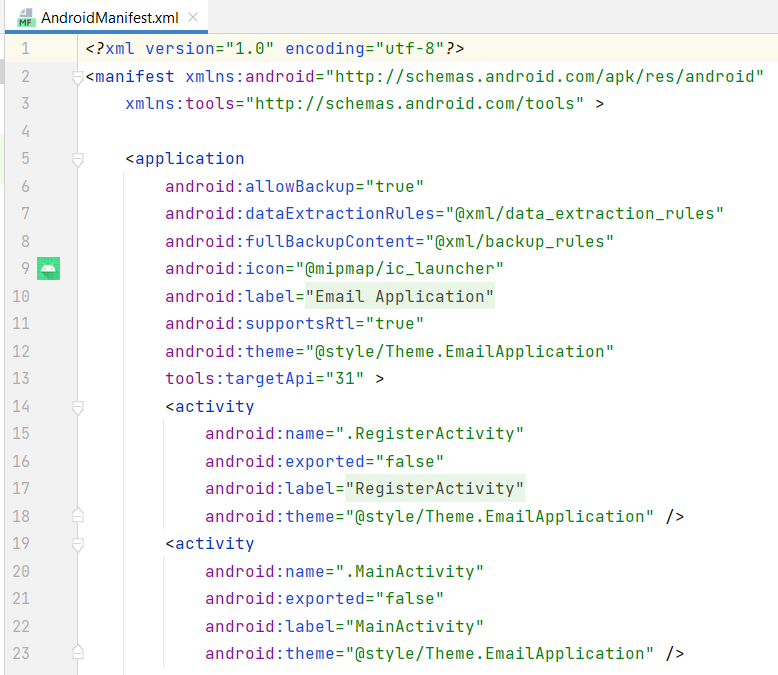 MF AndroidManifest.xml
1 <?xml version="1.0" encoding="utf-8"?>
2 <manifest xmlns:android="http://schemas.android.com/apk/res/android"
3 xmlns:tools="http://schemas.android.com/tools" >
4
5 <application
6 android:allowBackup="true"
7 android:dataExtractionRules="@xml/data_extraction_rules"
8 android:fullBackupContent="@xml/backup_rules"
9 android:icon="@mipmap/ic_launcher"
10 android:label="Email Application"
11 android:supportsRtl="true"
12 android:theme="@style/Theme.EmailApplication"
13 tools:targetApi="31" >
14 <activity
15 android:name=".RegisterActivity"
16 android:exported="false"
17 android:label="RegisterActivity"
18 android:theme="@style/Theme.EmailApplication" />
19 <activity
20 android:name=".MainActivity"
21 android:exported="false"
22 android:label="MainActivity"
23 android:theme="@style/Theme.EmailApplication" />